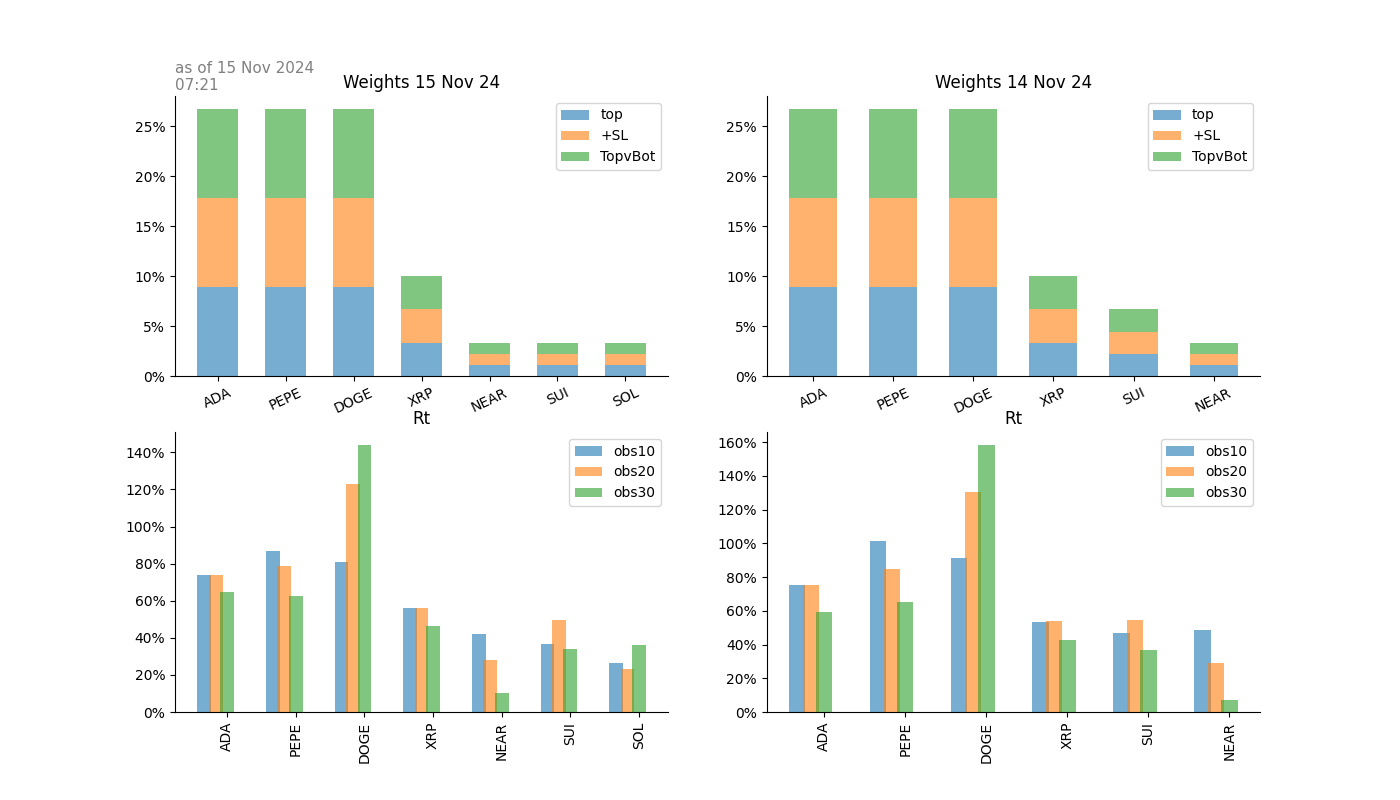 as of 15 Nov 2024
07:21
Weights 15 Nov 24
25%
20%
15%
10%
5%
0%
top
+SL
TopvBot
ADA PEPE DOGE XRP NEAR SUI SOL
Weights 14 Nov 24
25%
20%
15%
10%
5%
0%
top
+SL
TopvBot
ADA PEPE DOGE XRP SUI NEAR
Rt
140%
120%
100%
80%
60%
40%
20%
0%
obs10
obs20
obs30
ADA PEPE DOGE XRP NEAR SUI SOL
Rt
160%
140%
120%
100%
80%
60%
40%
20%
0%
obs10
obs20
obs30
ADA PEPE DOGE XRP SUI NEAR